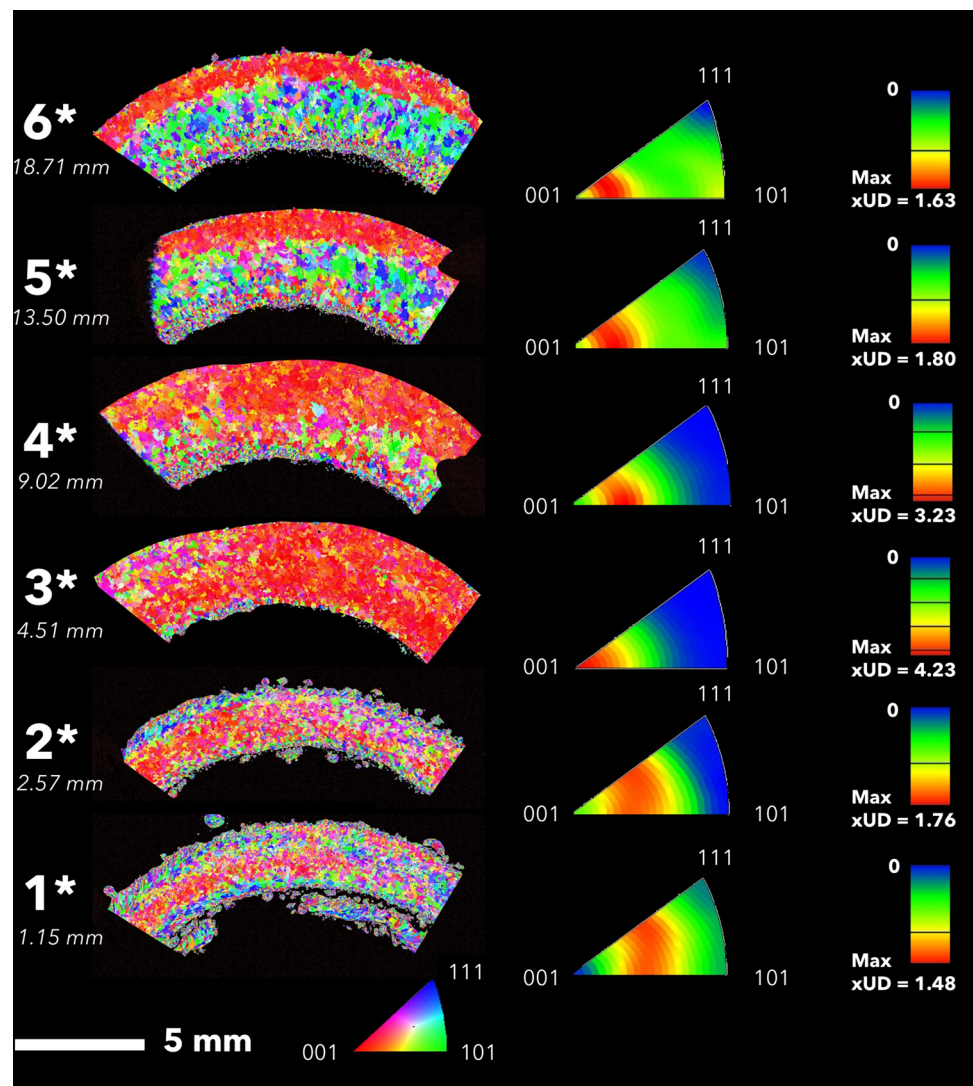 111
0
6*
18.71 mm
001
101
Max
xUD = 1.63
111
0
5*
13.50 mm
001
101
Max
xUD = 1.80
111
0
4*
9.02 mm
001
101
Max
xUD = 3.23
111
0
3*
4.51 mm
001
101
Max
xUD = 4.23
111
0
2*
2.57 mm
001
101
Max
xUD = 1.76
111
0
1*
1.15 mm
001
101
Max
xUD = 1.48
111
001
101
5 mm